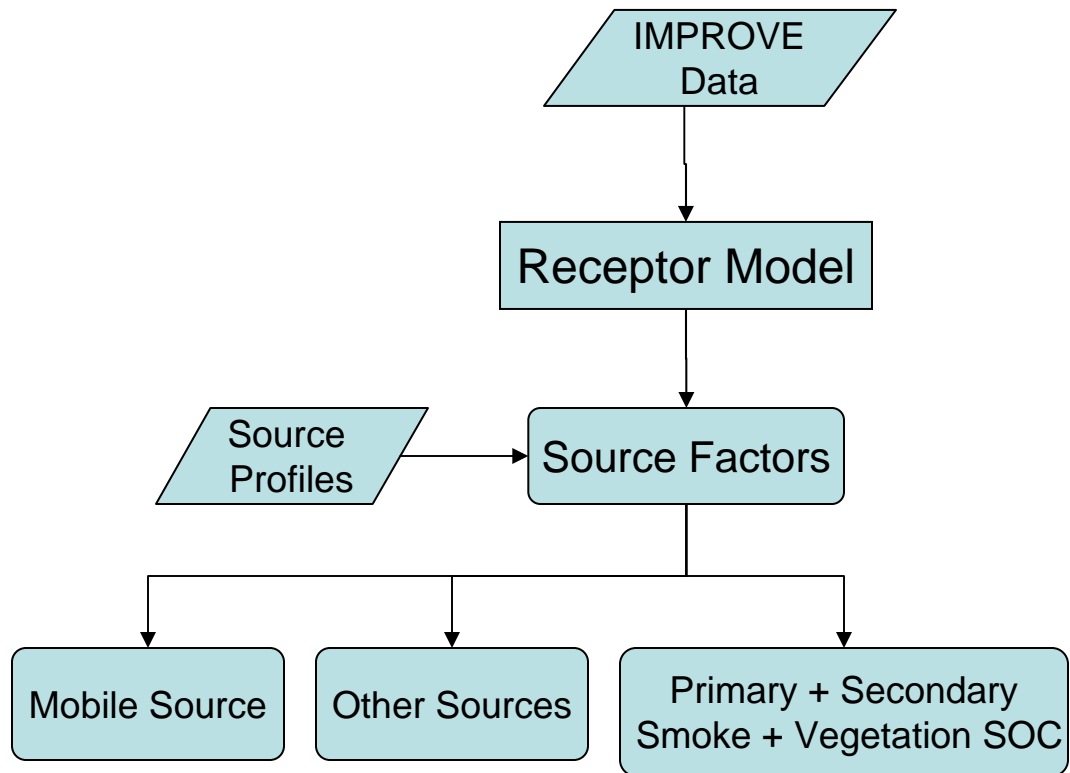 IMPROVE
Data
Receptor Model
Source
Profiles
Source Factors
Mobile Source
Other Sources
Primary + Secondary
Smoke + Vegetation SOC